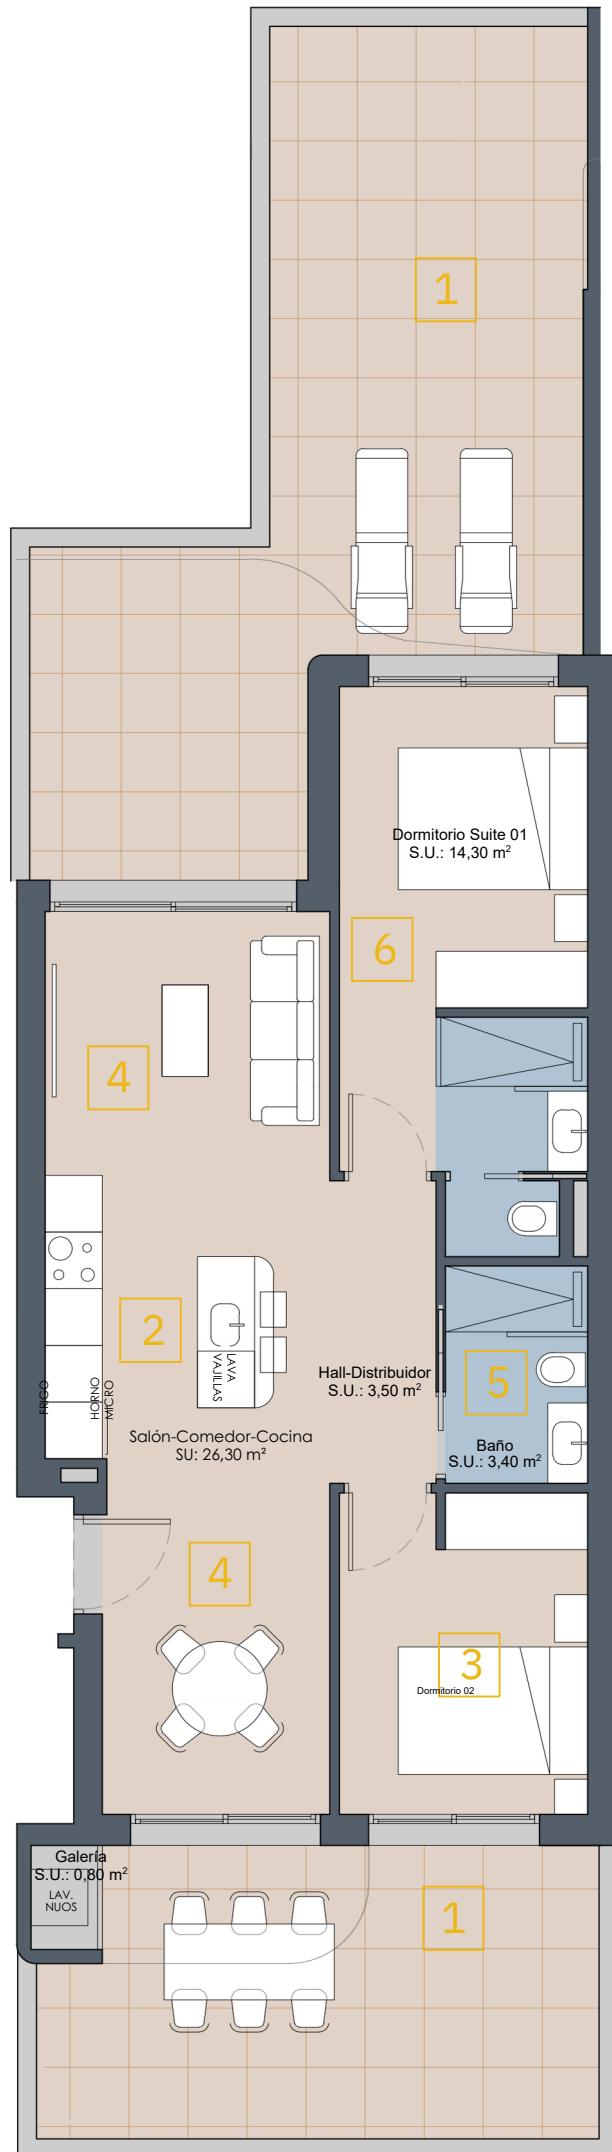 1
Dormitorio Suite 01
S.U.: 14,30 m²
6
4
2
LAVA
VAJILLAS
Hall-Distribuidor
S.U.: 3,50 m²
5
FRIGO
HORNO
MICRO
Salón-Comedor-Cocina
SU: 26,30 m²
Baño
S.U.: 3,40 m²
4
3
Dormitorio 02
Galería
S.U.: 0,80 m²
LAV.
NUOS
1